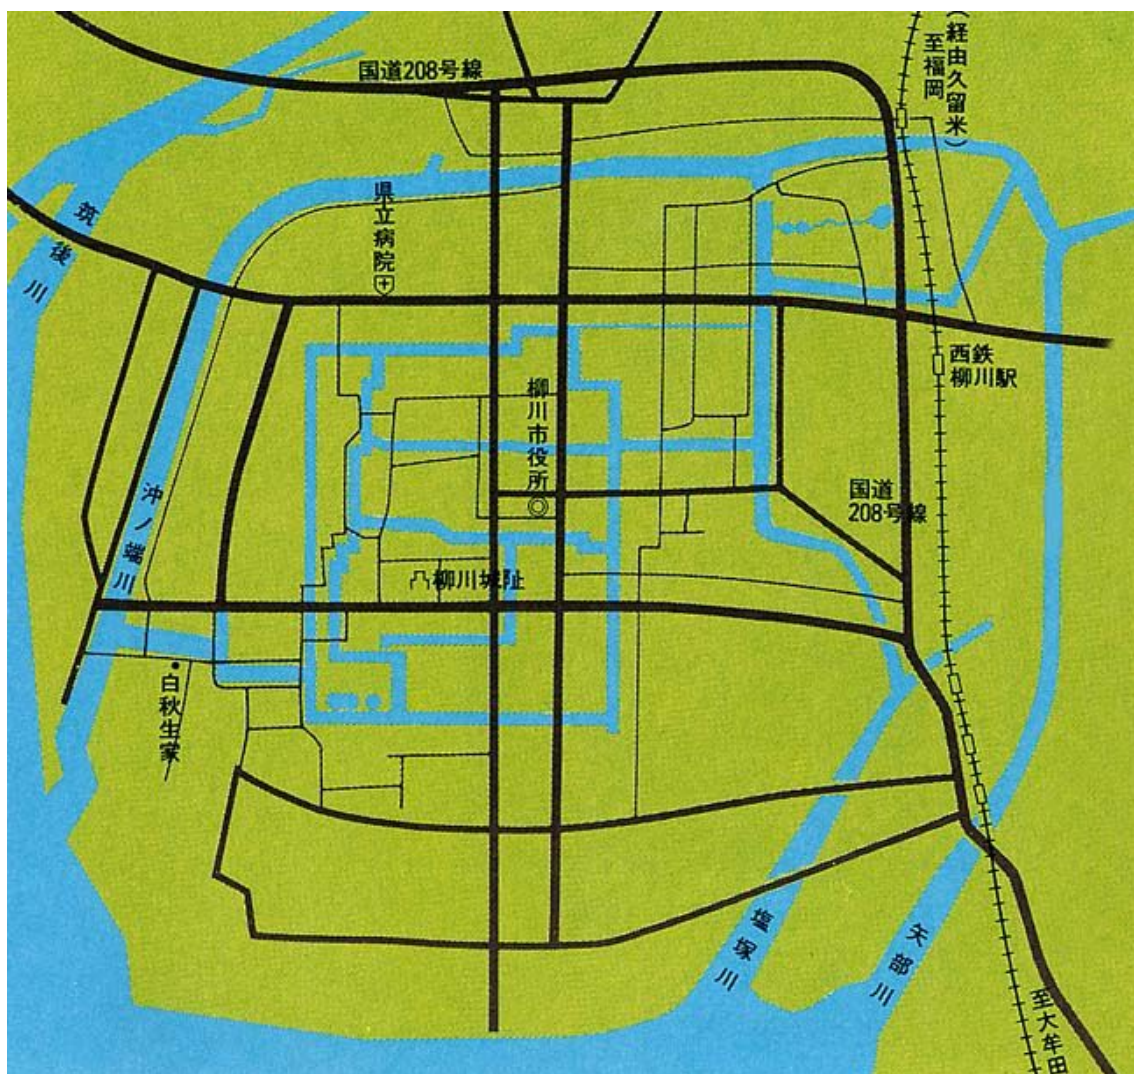 国道208号線
至福岡
(経由久留米)
県立病院
筑後川
西鉄
柳川駅
柳川市役所
国道
208号線
沖ノ端川
柳川城址
白秋生家
塩塚川
矢部川
至大牟田